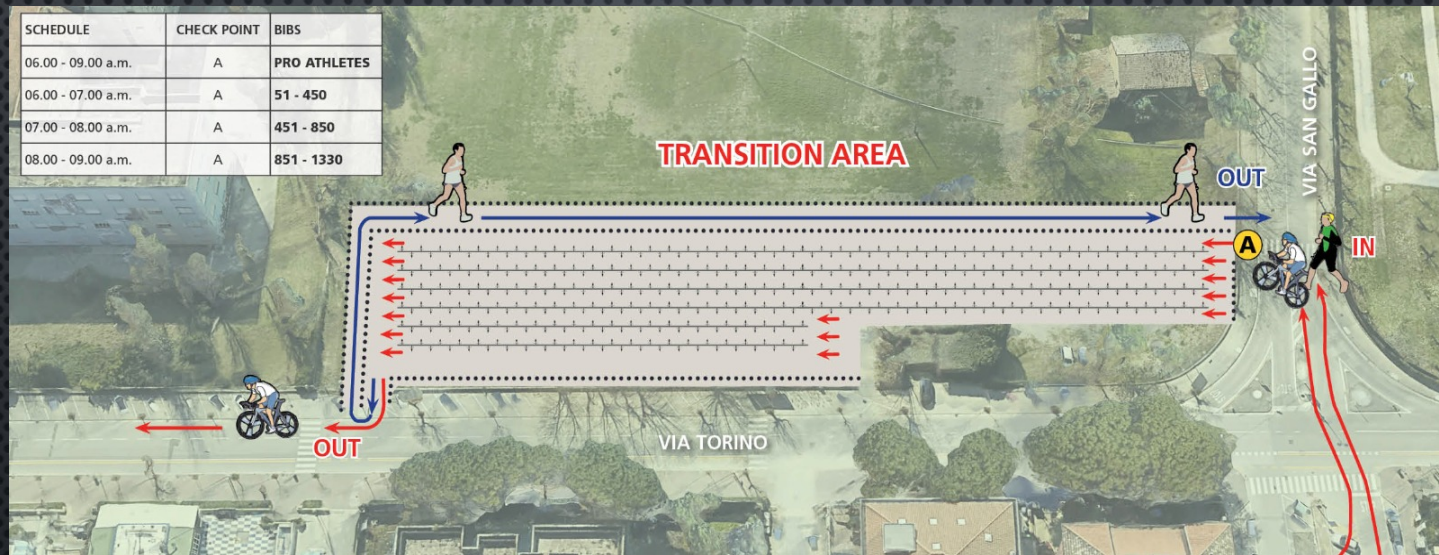 SCHEDULE CHECK POINT BIBS
06.00 - 09.00 a.m. A PRO ATHLETES
06.00 - 07.00 a.m. A 51 - 450
07.00 - 08.00 a.m. A 451 - 850
08.00 - 09.00 a.m. A 851 - 1330
VIA SAN GALLO
TRANSITION AREA
OUT
A
IN
OUT
VIA TORINO